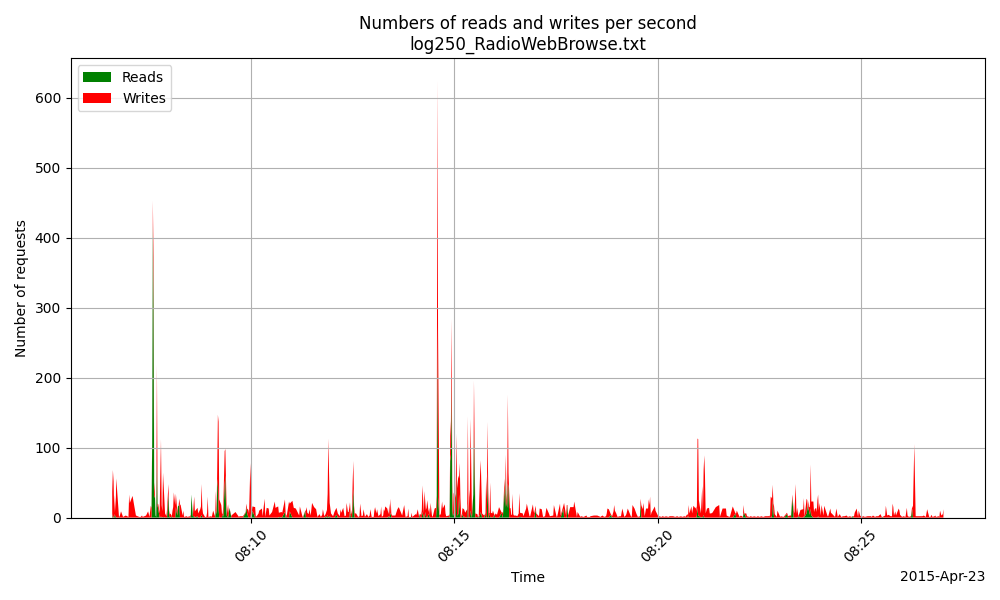 Numbers of reads and writes per second
log250_RadioWebBrowse.txt
Reads
Writes
Number of requests
600
500
400
300
200
100
0
08:10
08:15
08:20
08:25
Time
2015-Apr-23